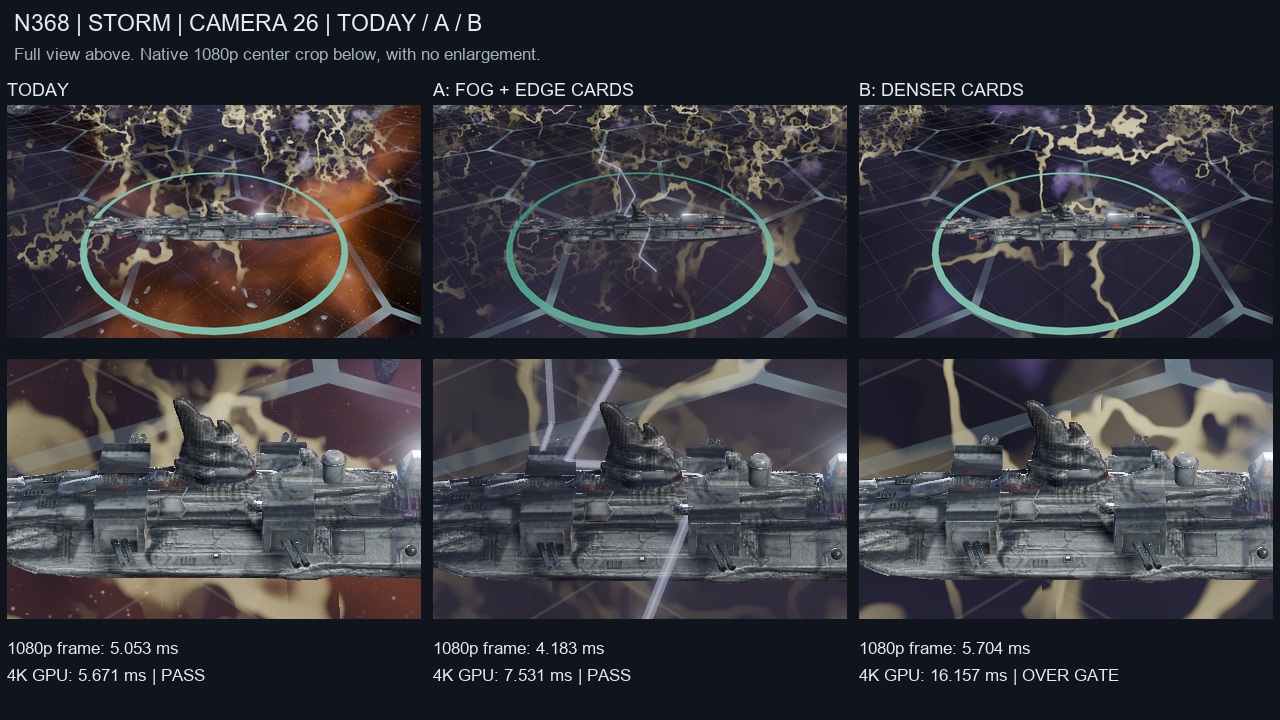 N368 | STORM | CAMERA 26 | TODAY / A / B
Full view above. Native 1080p center crop below, with no enlargement.
TODAY
A: FOG + EDGE CARDS
B: DENSER CARDS
1080p frame: 5.053 ms
4K GPU: 5.671 ms | PASS
1080p frame: 4.183 ms
4K GPU: 7.531 ms | PASS
1080p frame: 5.704 ms
4K GPU: 16.157 ms | OVER GATE